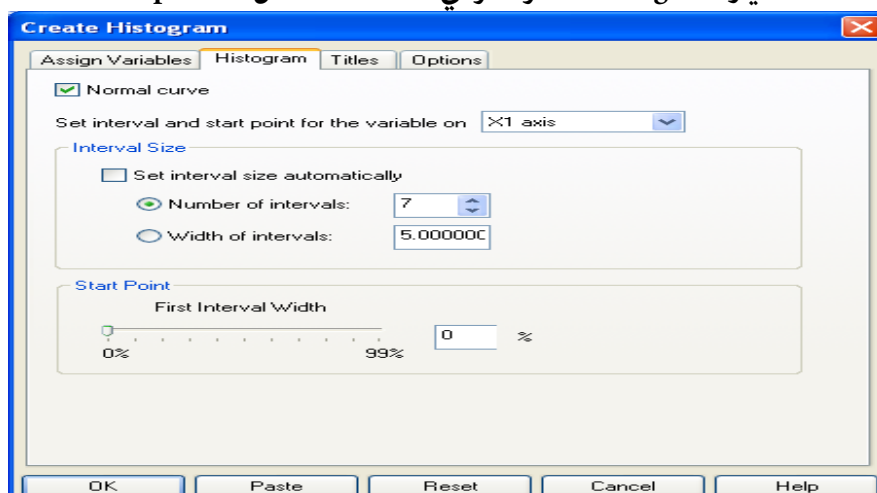 Create Histogram
Assign Variables Histogram Titles Options
Normal curve
Set interval and start point for the variable on X1 axis
Interval Size
Set interval size automatically
Number of intervals: 7
Width of intervals: 5.000000
Start Point
First Interval Width
0 %
0% 99%
OK Paste Reset Cancel Help